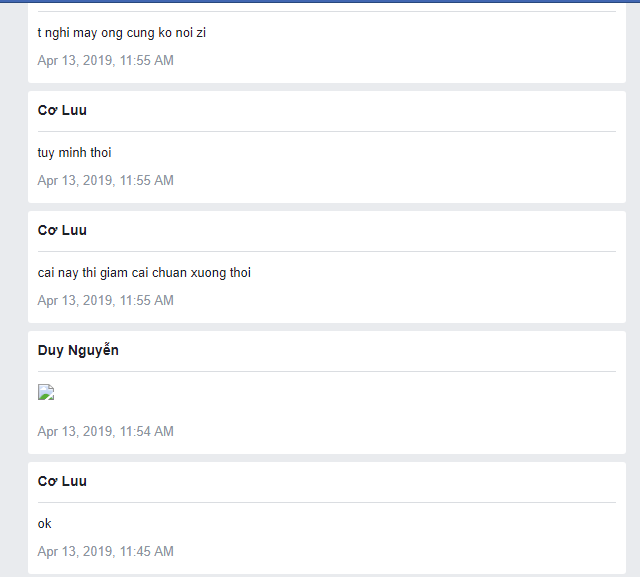 t nghi may ong cung ko noi zi
Apr 13, 2019, 11:55 AM
Cơ Luu
tuy minh thoi
Apr 13, 2019, 11:55 AM
Cơ Luu
cai nay thi giam cai chuan xuong thoi
Apr 13, 2019, 11:55 AM
Duy Nguyễn
Apr 13, 2019, 11:54 AM
Cơ Luu
ok
Apr 13, 2019, 11:45 AM